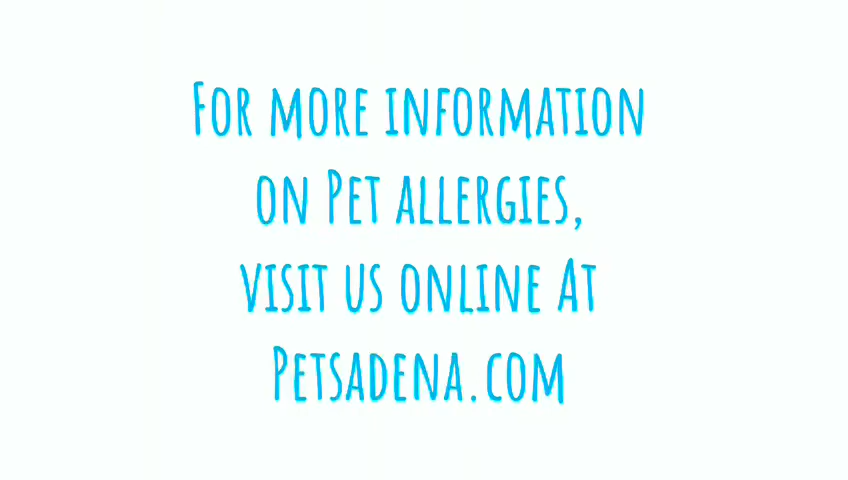 For more information
on Pet allergies,
visit us online At
Petsadena.com